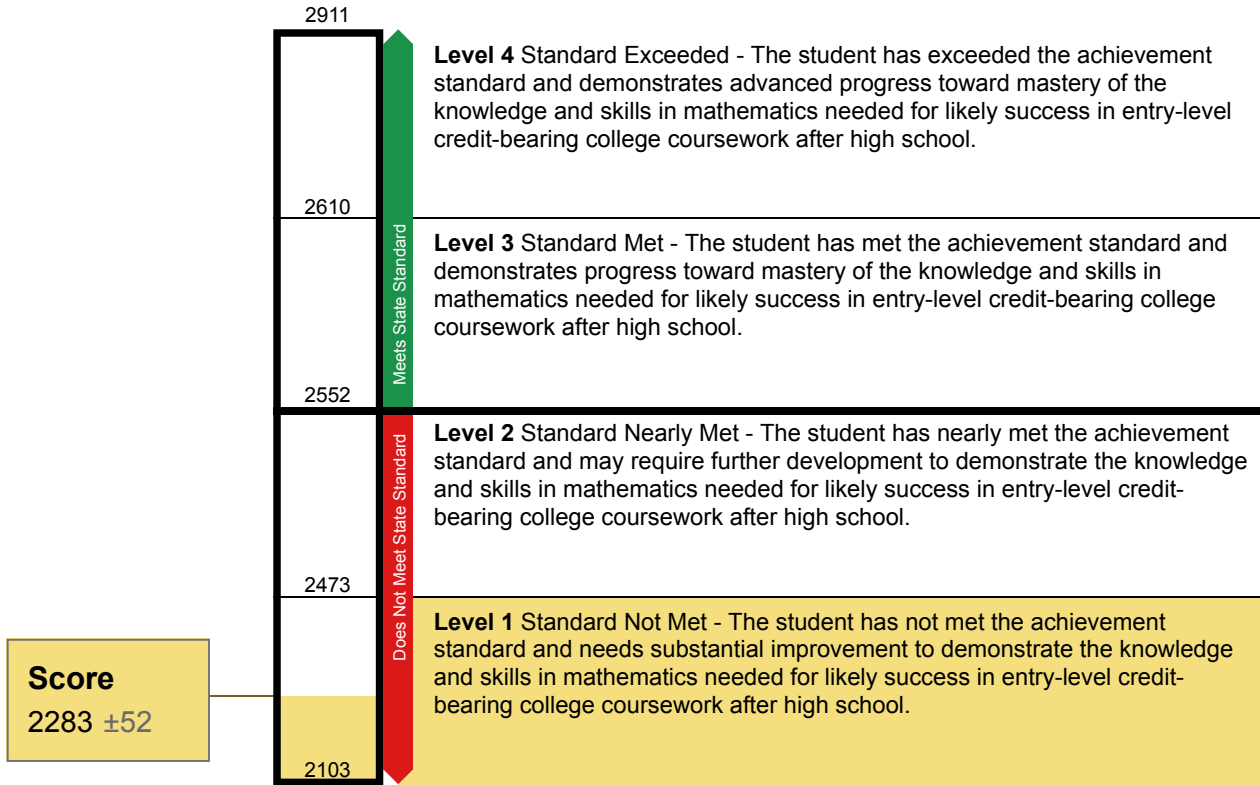 2911
Level 4 Standard Exceeded - The student has exceeded the achievement
standard and demonstrates advanced progress toward mastery of the
knowledge and skills in mathematics needed for likely success in entry-level
credit-bearing college coursework after high school.
2610
Level 3 Standard Met - The student has met the achievement standard and
demonstrates progress toward mastery of the knowledge and skills in
mathematics needed for likely success in entry-level credit-bearing college
coursework after high school.
Meets State Standard
2552
Level 2 Standard Nearly Met - The student has nearly met the achievement
standard and may require further development to demonstrate the knowledge
and skills in mathematics needed for likely success in entry-level credit-
bearing college coursework after high school.
Does Not Meet State Standard
2473
Level 1 Standard Not Met - The student has not met the achievement
standard and needs substantial improvement to demonstrate the knowledge
and skills in mathematics needed for likely success in entry-level credit-
bearing college coursework after high school.
Score
2283 ±52
2103